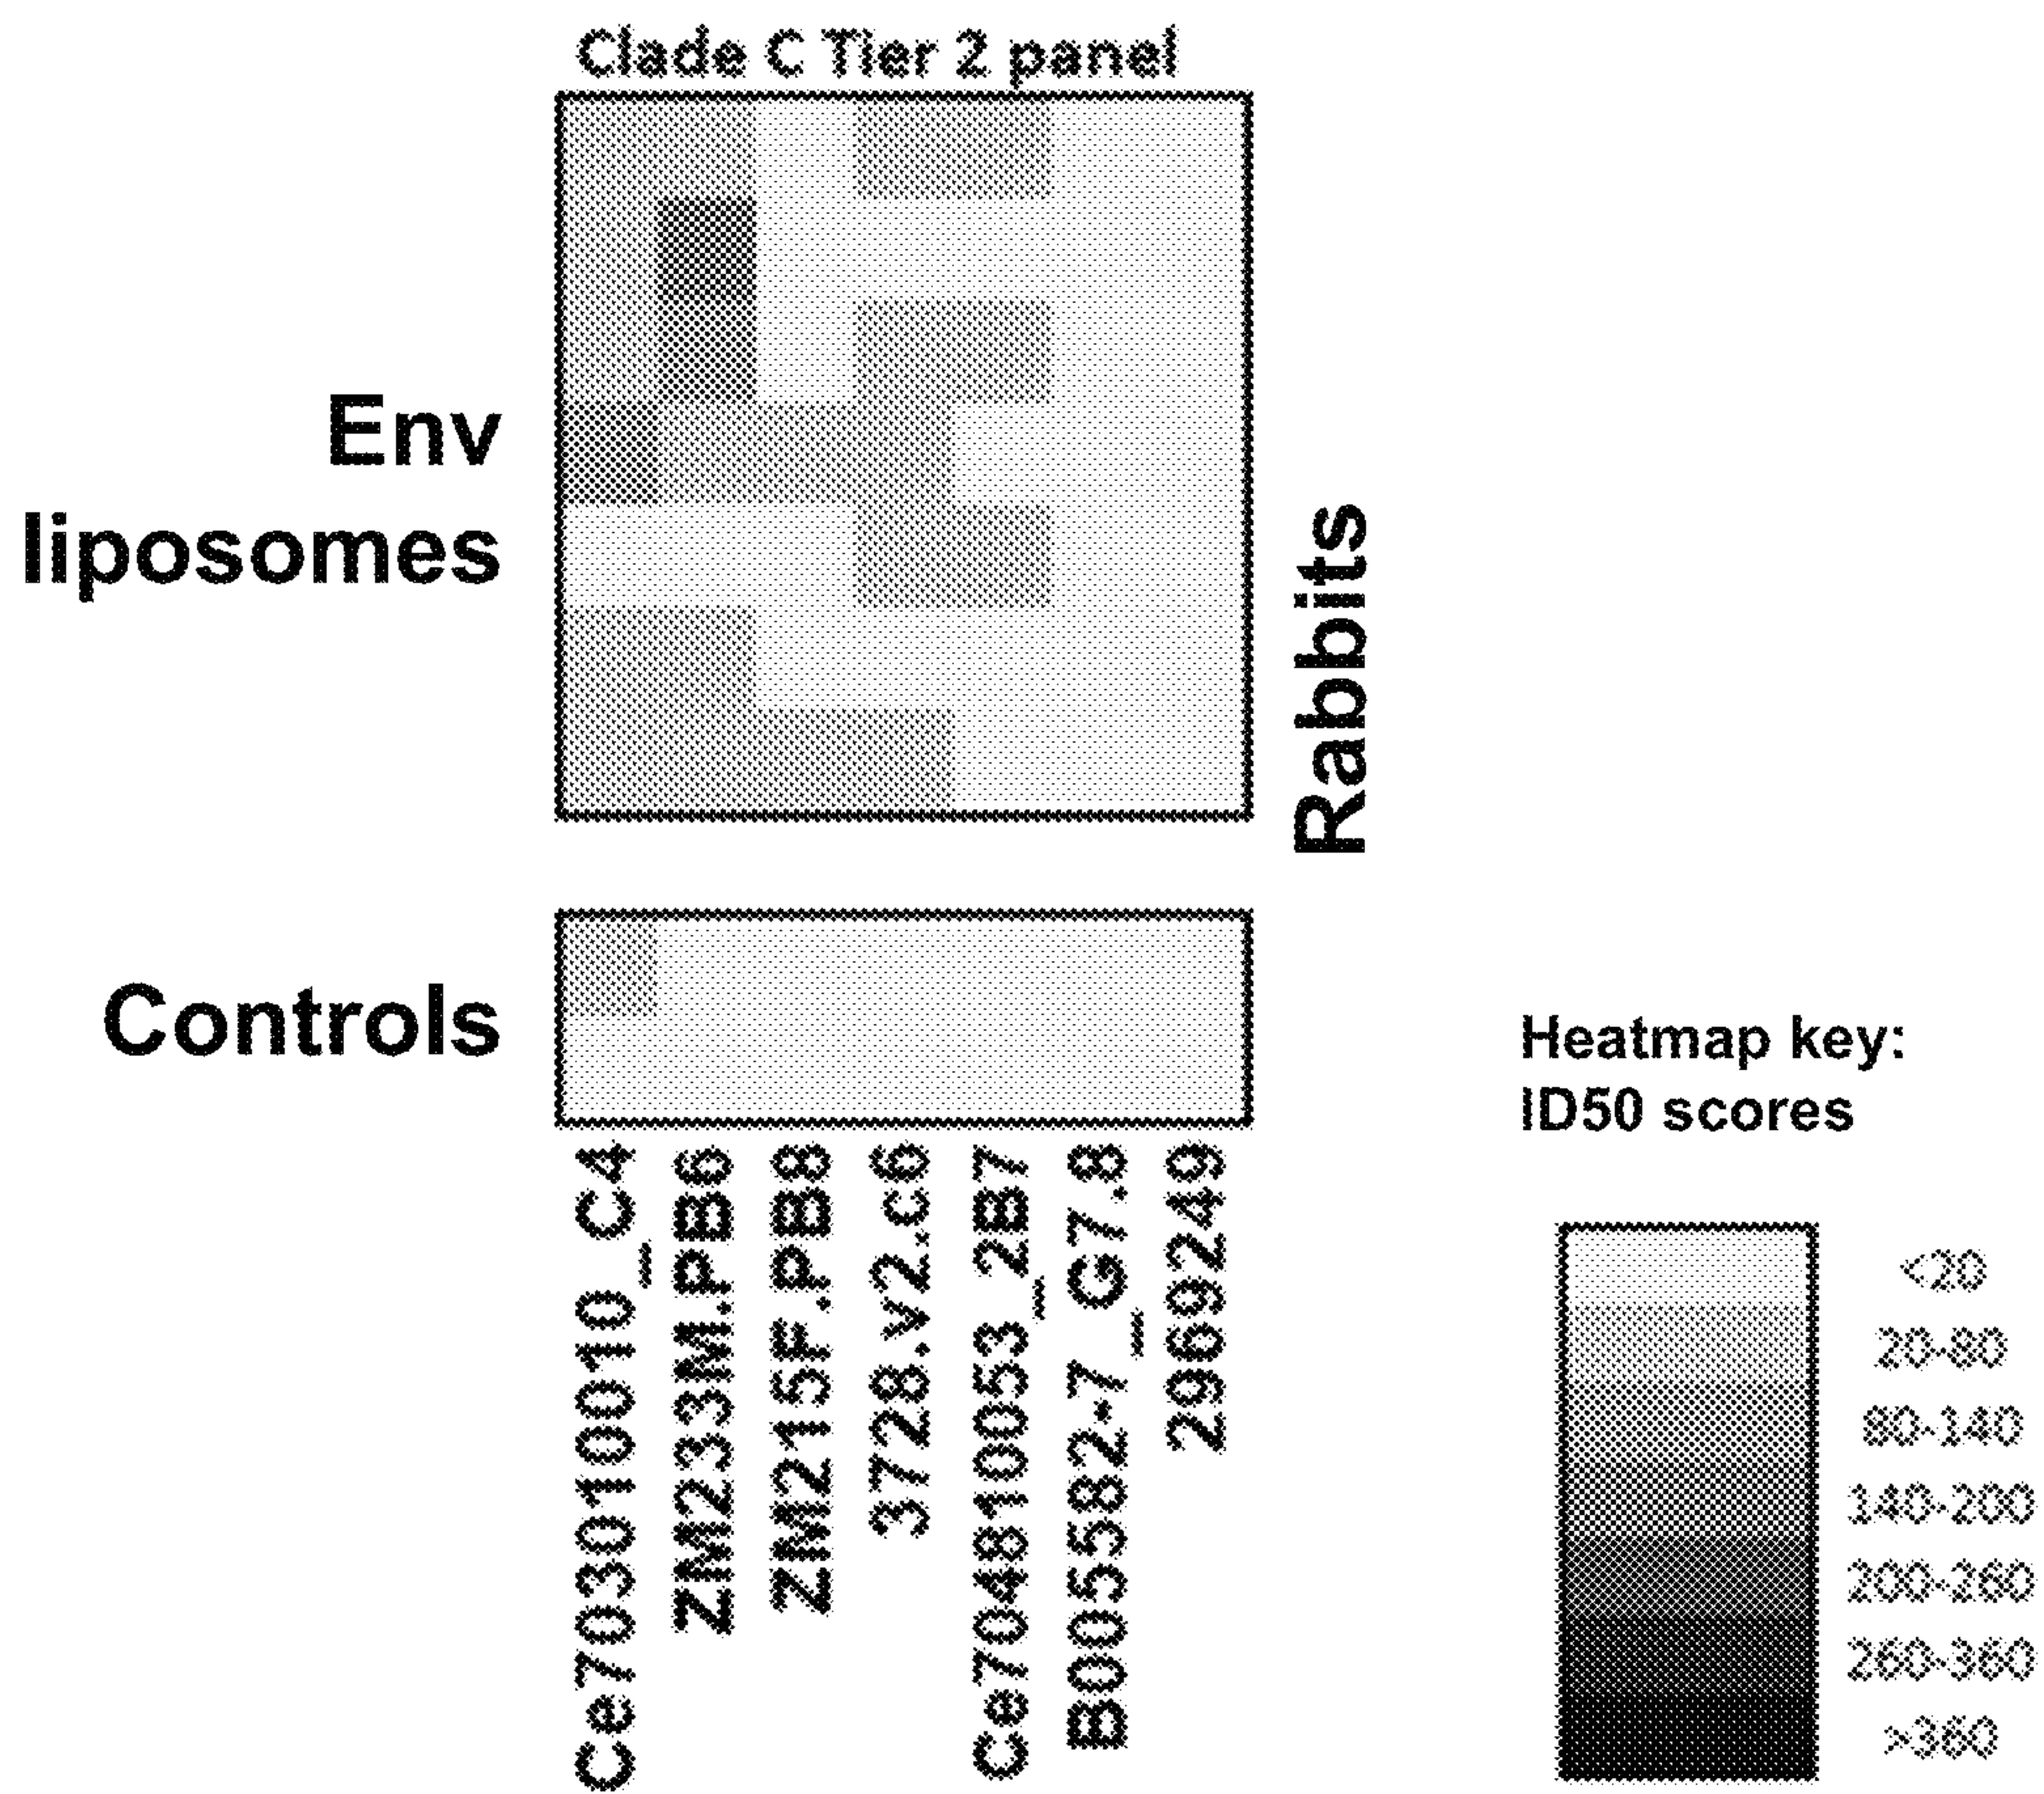 Clade C Tier 2 panel
Env
liposomes
Rabbits
Controls
Ce703010010_C4
ZM233M.PB6
ZM215F.PB8
3728.v2.c6
Ce704810053_2B7
B005582-7_G7.8
2969249
Heatmap key:
ID50 scores
<20
20-80
80-140
140-200
200-260
260-360
>360